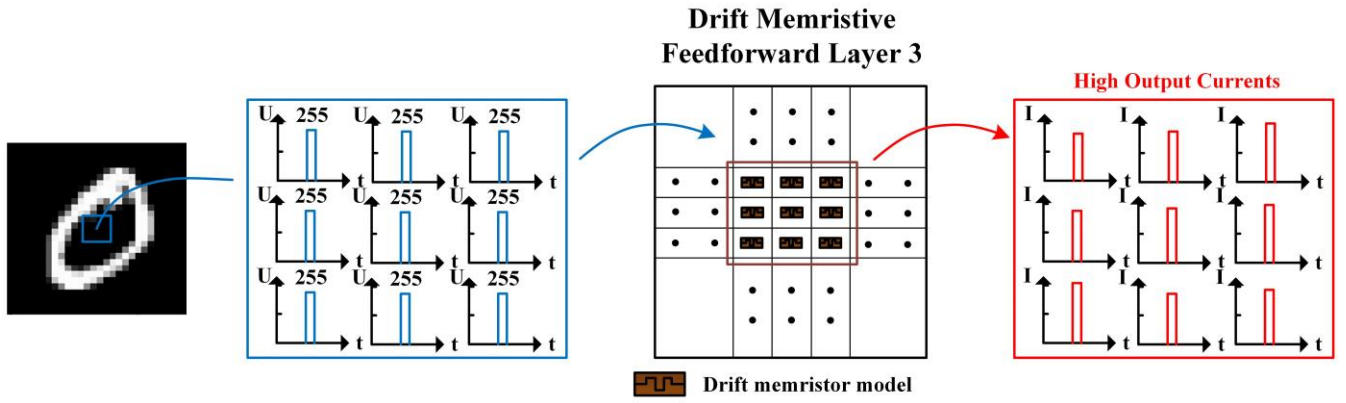 Drift Memristive
Feedforward Layer 3
High Output Currents
U 255 U 255 U 255
t t t
U 255 U 255 U 255
t t t
U 255 U 255 U 255
t t t
I I I
t t t
I I I
t t t
I I I
t t t
Drift memristor model